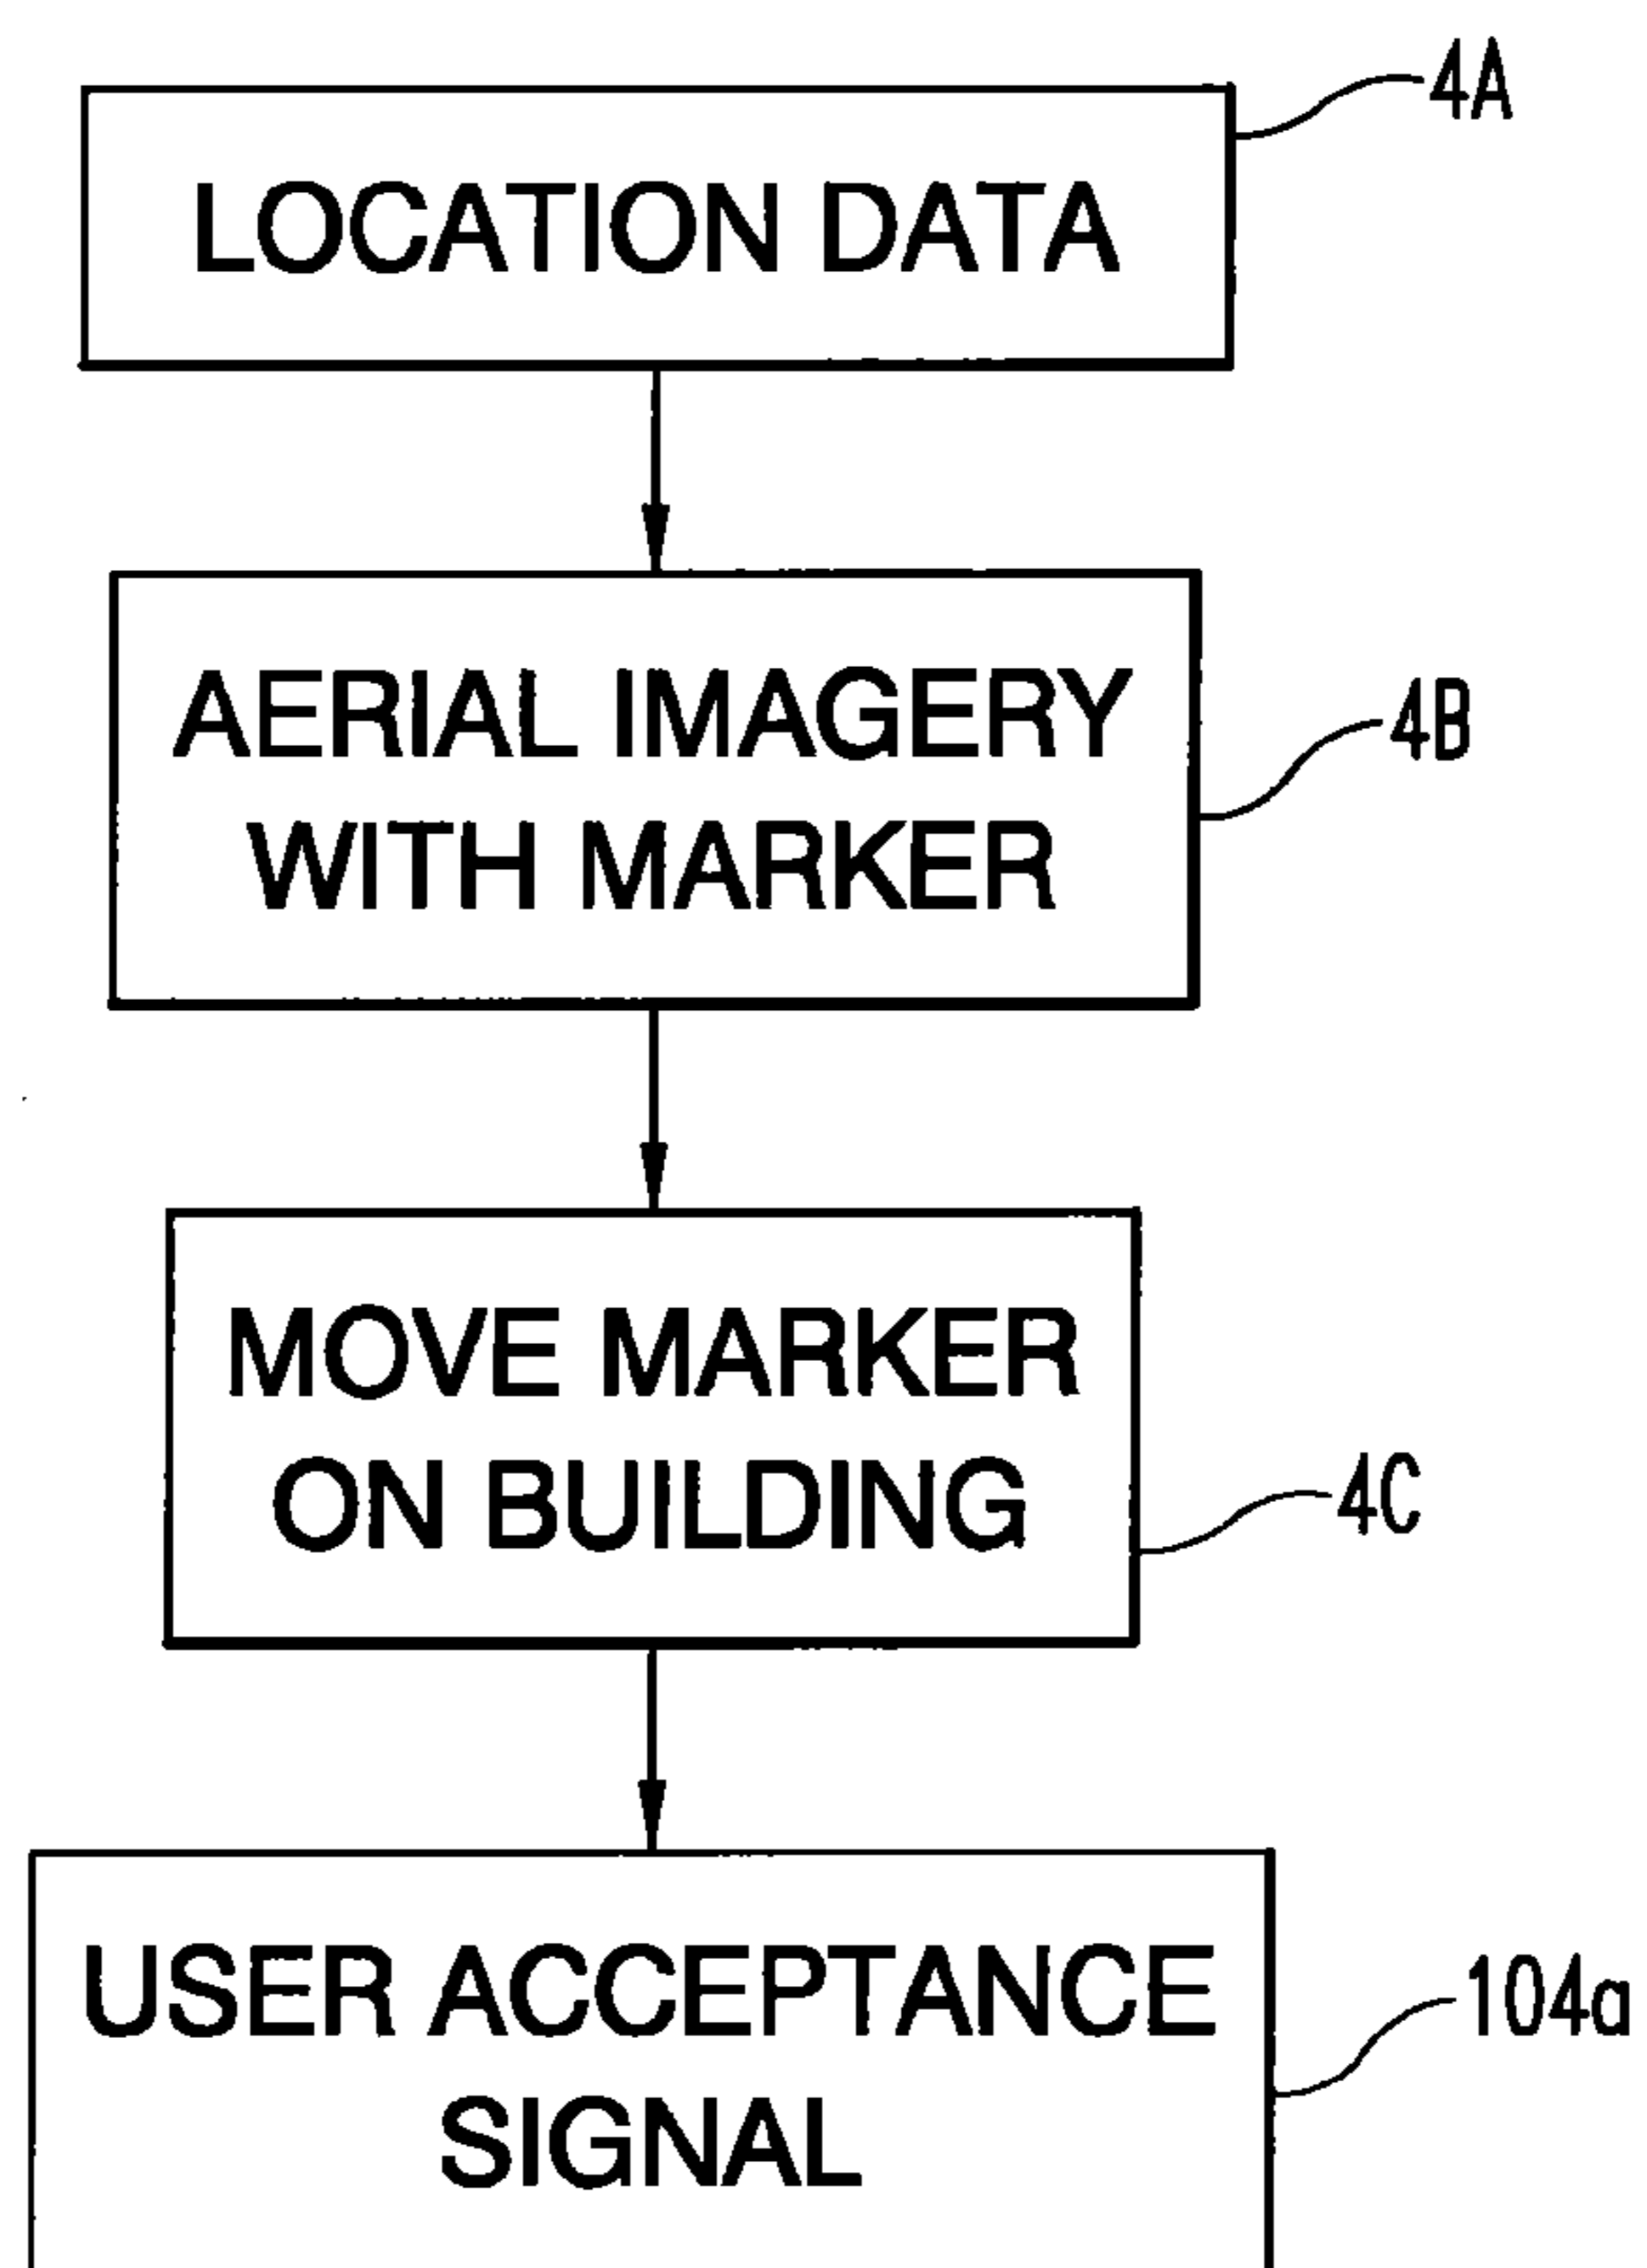 4A
LOCATION DATA
AERIAL IMAGERY
4B
WITH MARKER
MOVE MARKER
ON BUILDING
4C
USER ACCEPTANCE
104a
SIGNAL